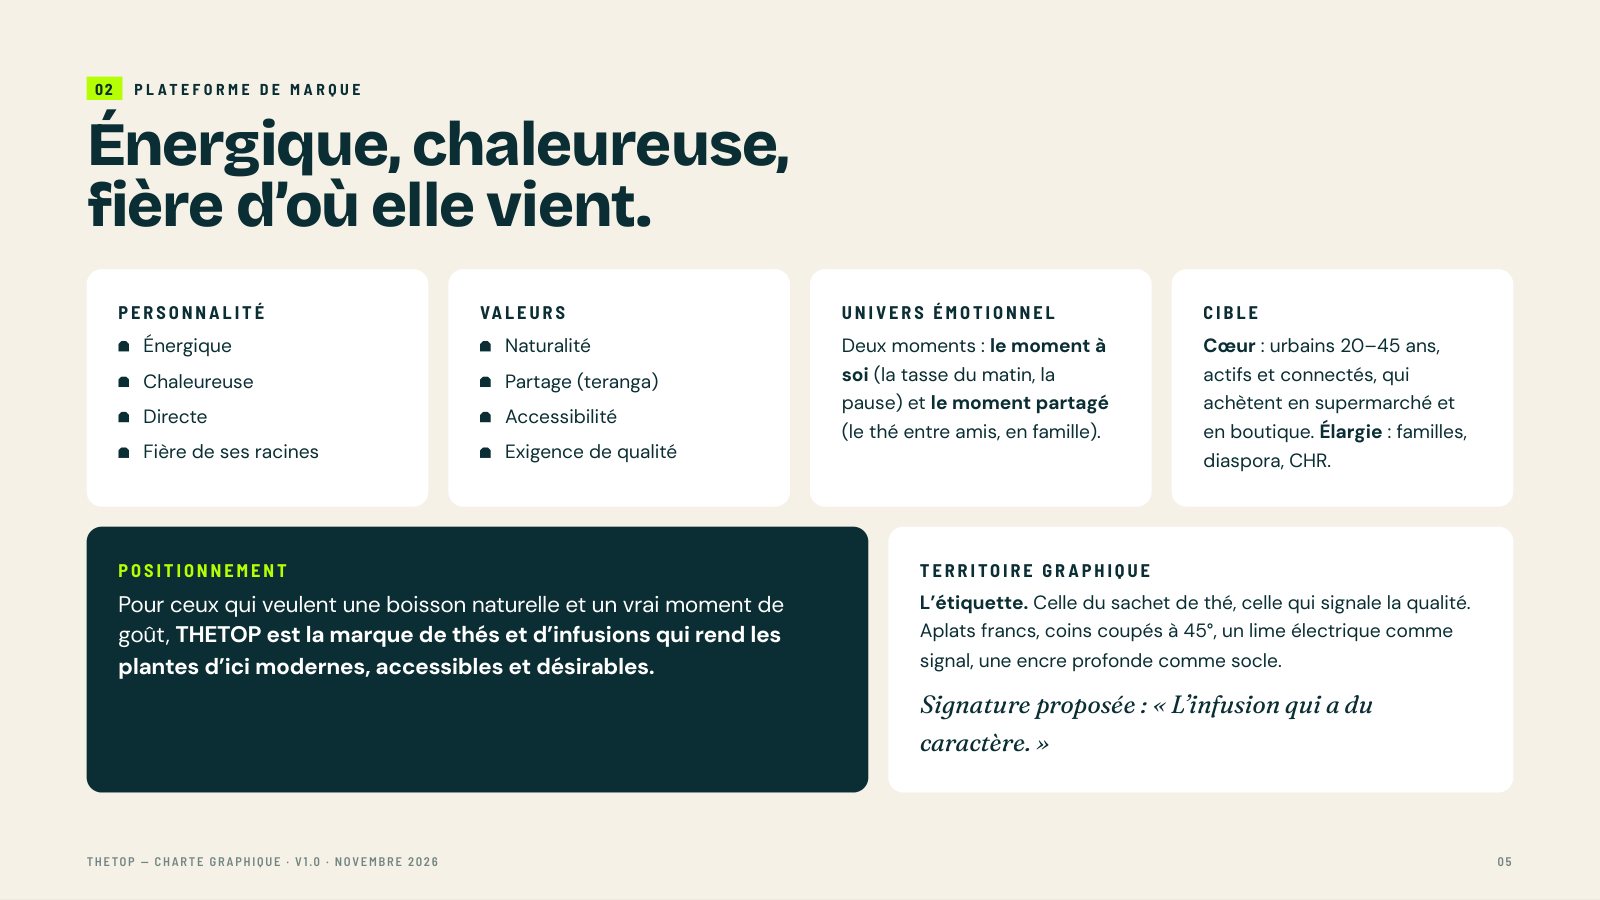 02 PLATEFORME DE MARQUE
Énergique, chaleureuse,
fière d’où elle vient.
PERSONNALITÉ
Énergique
Chaleureuse
Directe
Fière de ses racines
VALEURS
Naturalité
Partage (teranga)
Accessibilité
Exigence de qualité
UNIVERS ÉMOTIONNEL
Deux moments : le moment à
soi (la tasse du matin, la
pause) et le moment partagé
(le thé entre amis, en famille).
CIBLE
Cœur : urbains 20–45 ans,
actifs et connectés, qui
achètent en supermarché et
en boutique. Élargie : familles,
diaspora, CHR.
POSITIONNEMENT
Pour ceux qui veulent une boisson naturelle et un vrai moment de
goût, THETOP est la marque de thés et d’infusions qui rend les
plantes d’ici modernes, accessibles et désirables.
TERRITOIRE GRAPHIQUE
L’étiquette. Celle du sachet de thé, celle qui signale la qualité.
Aplats francs, coins coupés à 45°, un lime électrique comme
signal, une encre profonde comme socle.
Signature proposée : « L’infusion qui a du
caractère. »
THETOP — CHARTE GRAPHIQUE · V1.0 · NOVEMBRE 2026
05